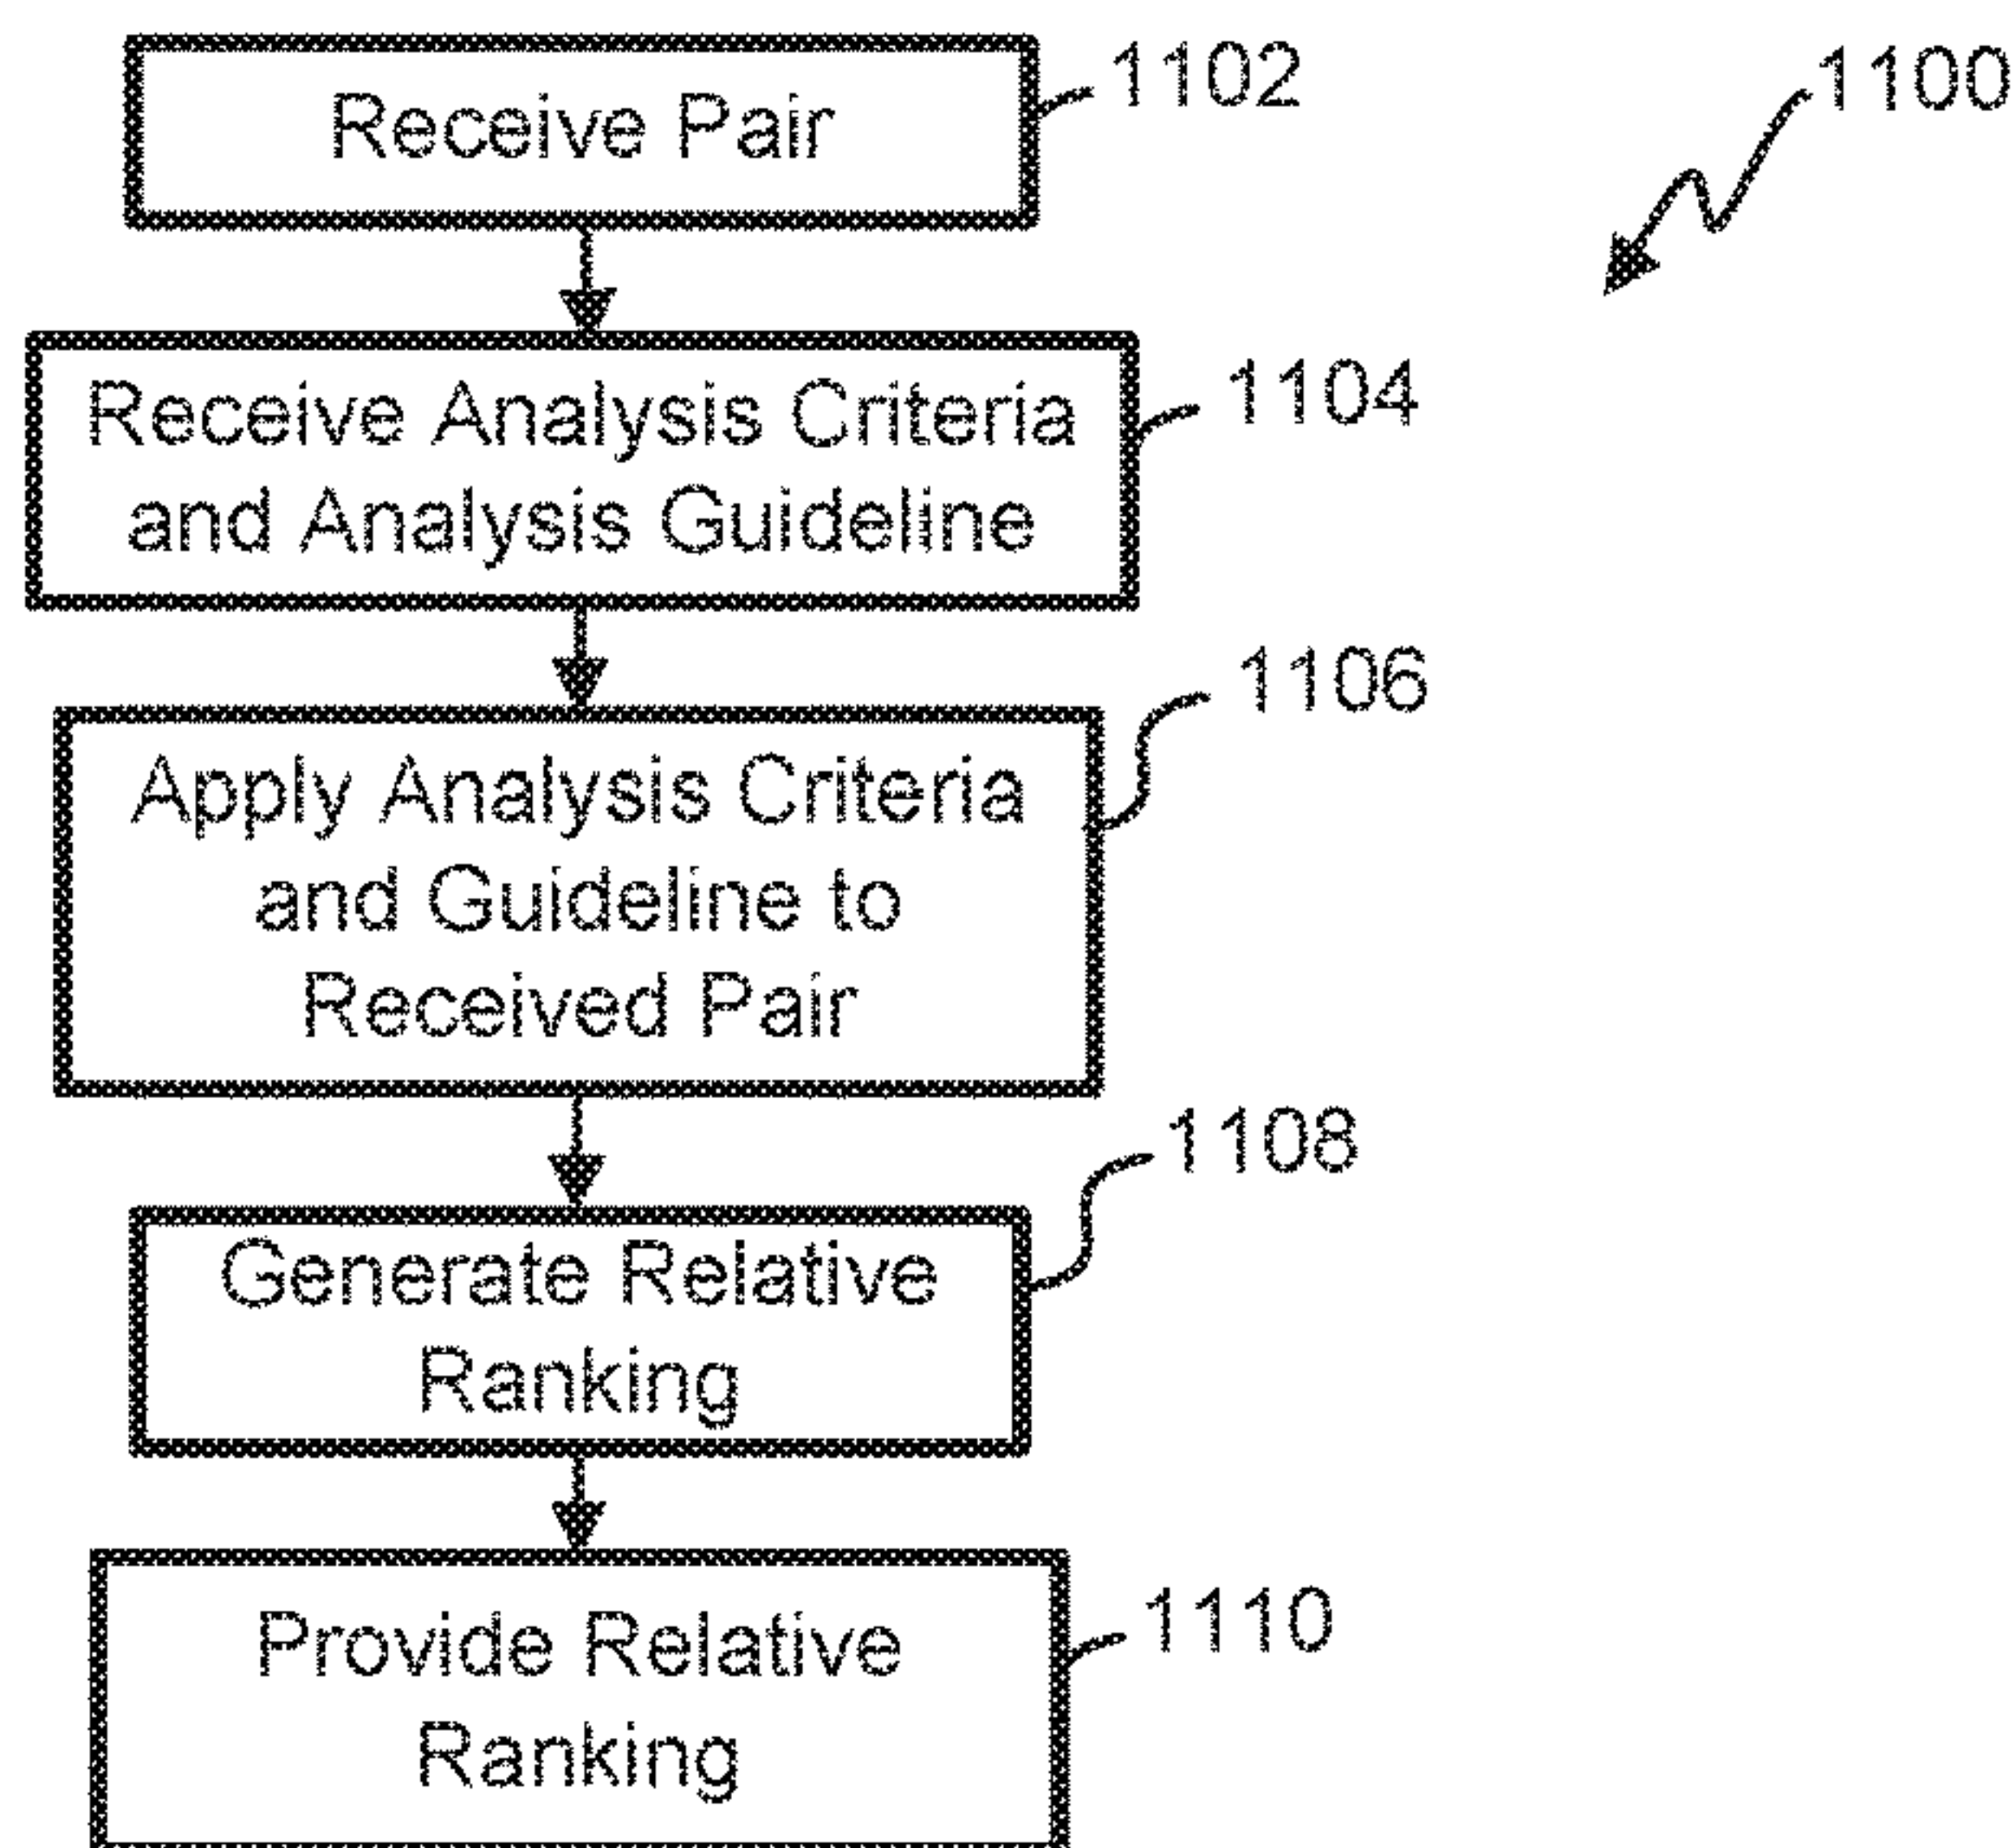 Receive Pair
1102
1100
Receive Analysis Criteria
and Analysis Guideline
1104
Apply Analysis Criteria
and Guideline to
Received Pair
1106
Generate Relative
Ranking
1108
Provide Relative
Ranking
1110